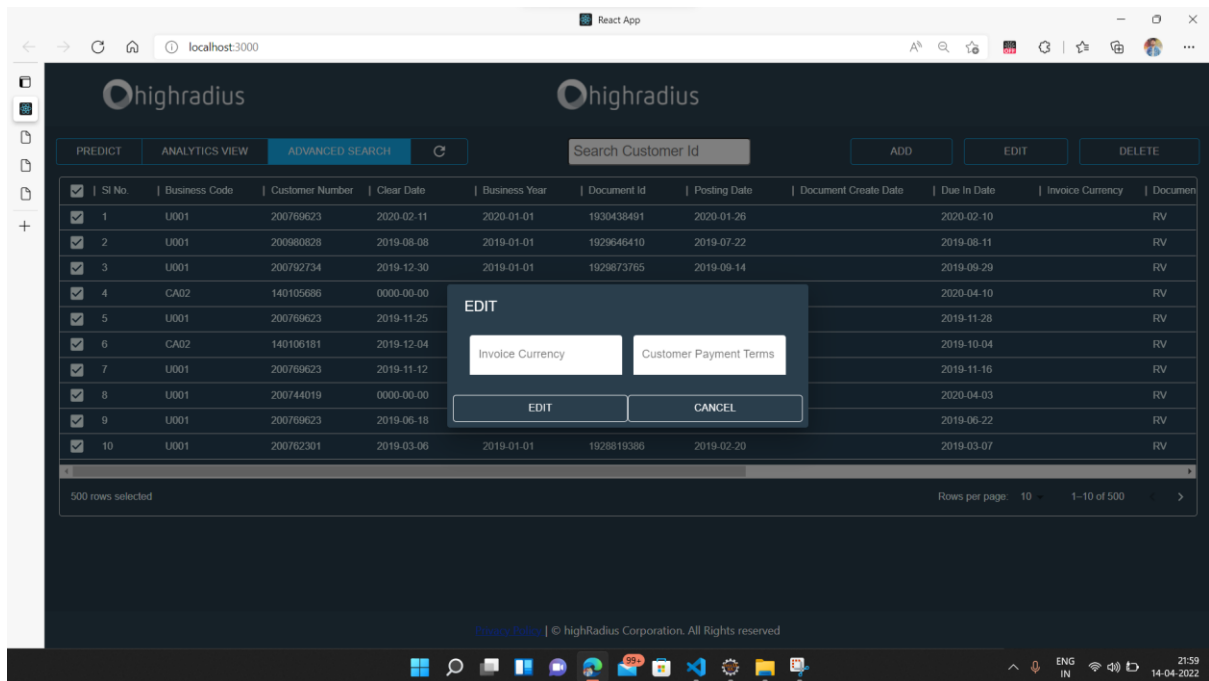 React App
localhost:3000
highradius highradius
PREDICT ANALYTICS VIEW ADVANCED SEARCH Search Customer Id ADD EDIT DELETE
| Sl No. | Business Code | Customer Number | Clear Date | Business Year | Document Id | Posting Date | Document Create Date | Due In Date | Invoice Currency | Documen
1 U001 200769623 2020-02-11 2020-01-01 1930438491 2020-01-26 2020-02-10 RV
2 U001 200980828 2019-08-08 2019-01-01 1929646410 2019-07-22 2019-08-11 RV
3 U001 200792734 2019-12-30 2019-01-01 1929873765 2019-09-14 2019-09-29 RV
4 CA02 140105686 0000-00-00 2020-04-10 RV
5 U001 200769623 2019-11-25 2019-11-28 RV
6 CA02 140106181 2019-12-04 2019-10-04 RV
7 U001 200769623 2019-11-12 2019-11-16 RV
8 U001 200744019 0000-00-00 2020-04-03 RV
9 U001 200769623 2019-06-18 2019-06-22 RV
10 U001 200762301 2019-03-06 2019-01-01 1928819386 2019-02-20 2019-03-07 RV
EDIT
Invoice Currency Customer Payment Terms
EDIT CANCEL
500 rows selected Rows per page: 10 1–10 of 500
| © highRadius Corporation. All Rights reserved
99+
ENG
IN
21:59
14-04-2022